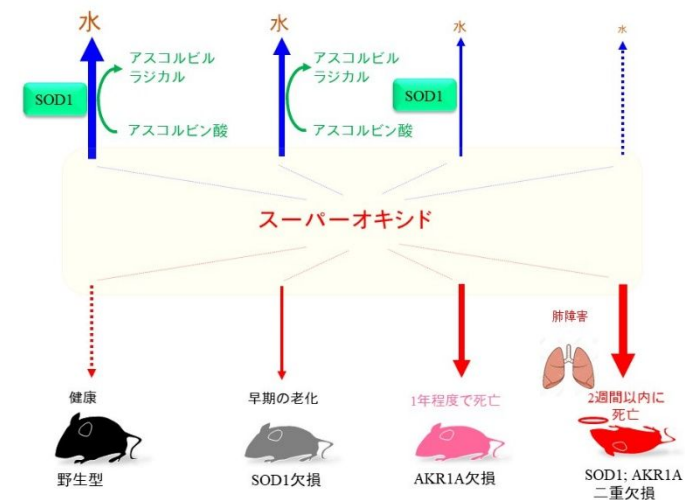 水
水
水
水
アスコルビル
ラジカル
アスコルビル
ラジカル
SOD1
SOD1
アスコルビン酸
アスコルビン酸
スーパーオキシド
肺障害
健康
早期の老化
1年程度で死亡
2週間以内に
死亡
野生型
SOD1欠損
AKR1A欠損
SOD1; AKR1A
二重欠損